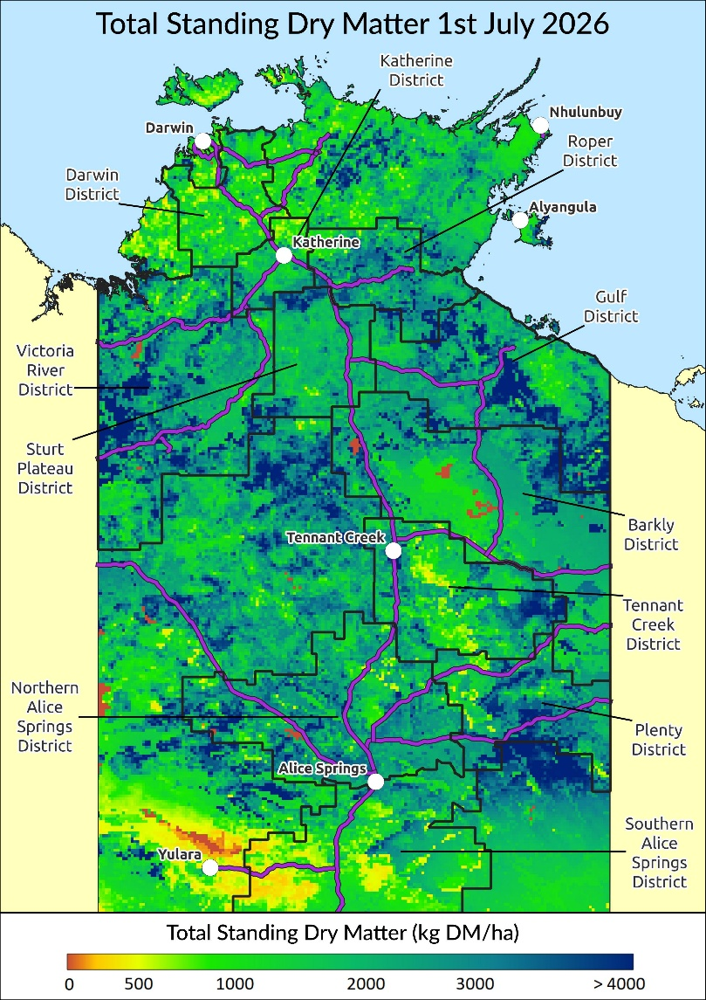 Total Standing Dry Matter 1st July 2026
Katherine
District
Nhulunbuy
Darwin
Roper
District
Darwin
District
Alyangula
Katherine
Gulf
District
Victoria
River
District
Sturt
Plateau
District
Barkly
District
Tennant Creek
Tennant
Creek
District
Northern
Alice
Springs
District
Plenty
District
Alice Springs
Southern
Alice
Springs
District
Yulara
Total Standing Dry Matter (kg DM/ha)
0 500 1000 2000 3000 > 4000